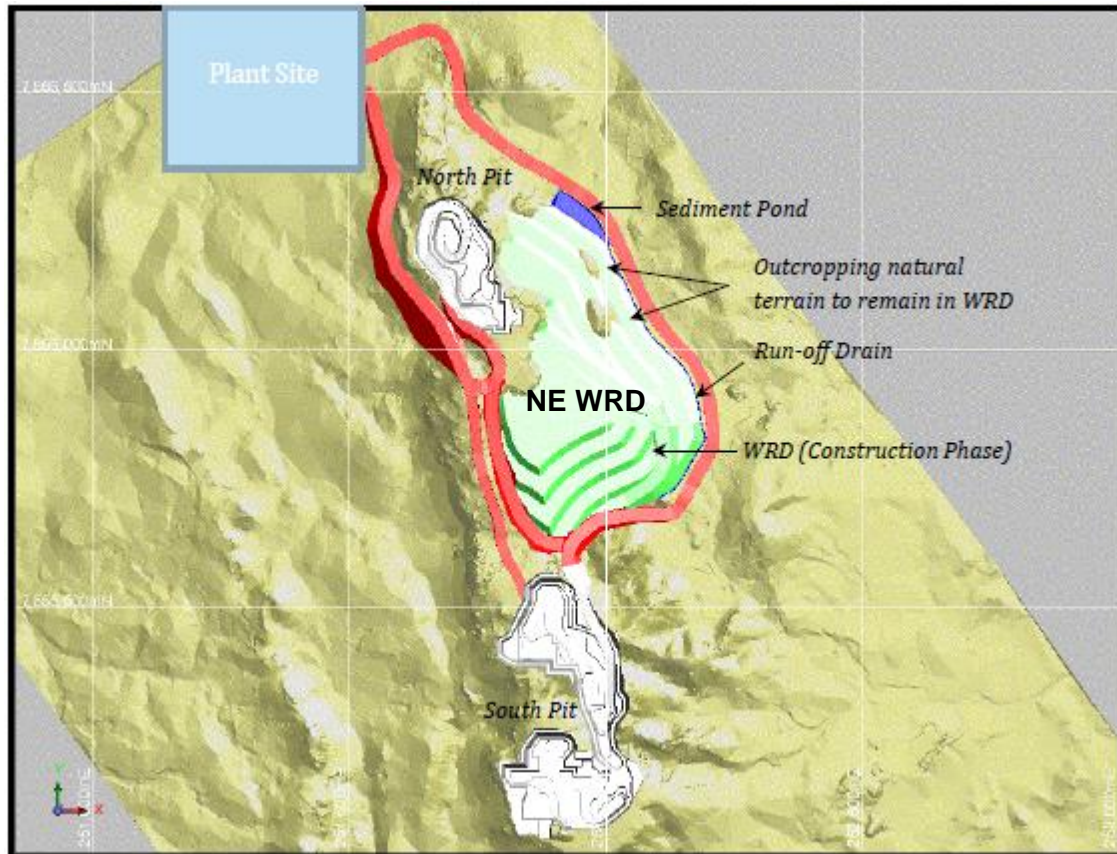 Plant Site
North Pit
Sediment Pond
Outcropping natural
terrain to remain in WRD
Run-off Drain
NE WRD
WRD (Construction Phase)
South Pit
Y
X